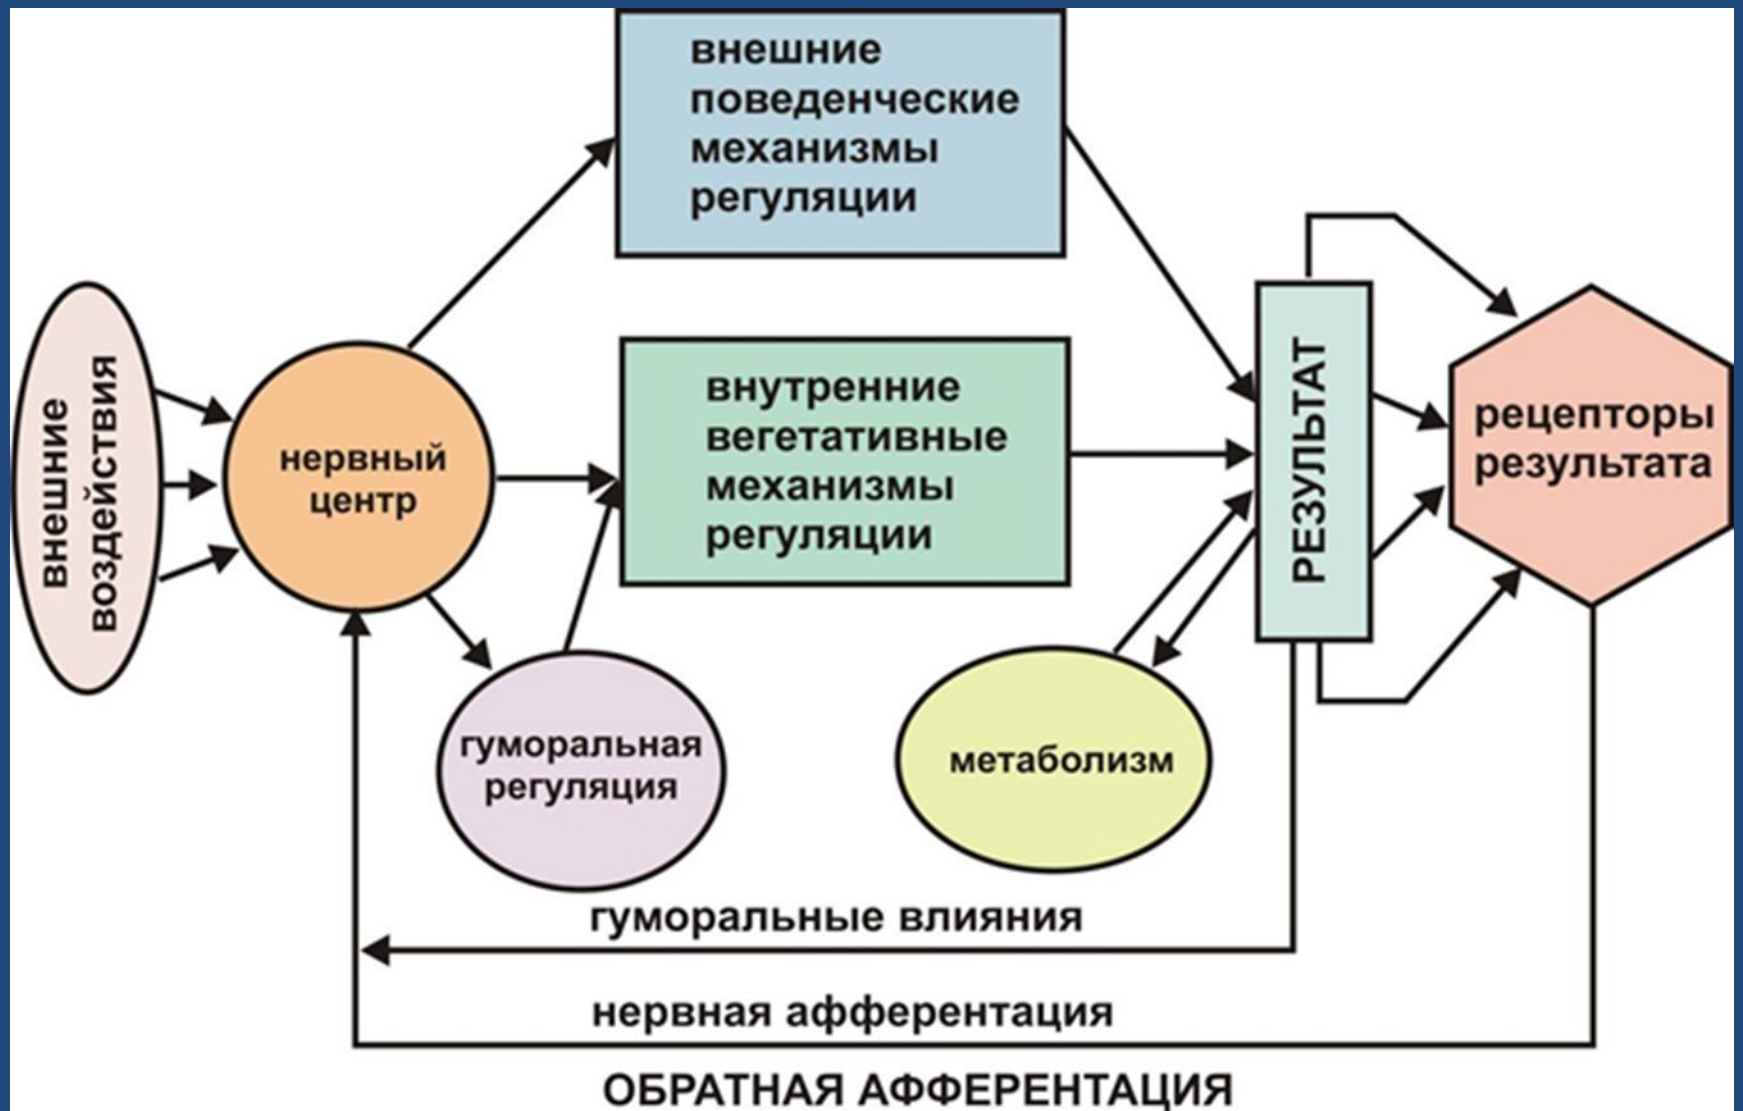 внешние
поведенческие
механизмы
регуляции
внешние
воздействия
нервный
центр
внутренние
вегетативные
механизмы
регуляции
РЕЗУЛЬТАТ
рецепторы
результата
гуморальная
регуляция
метаболизм
гуморальные влияния
нервная афферентация
ОБРАТНАЯ АФФЕРЕНТАЦИЯ